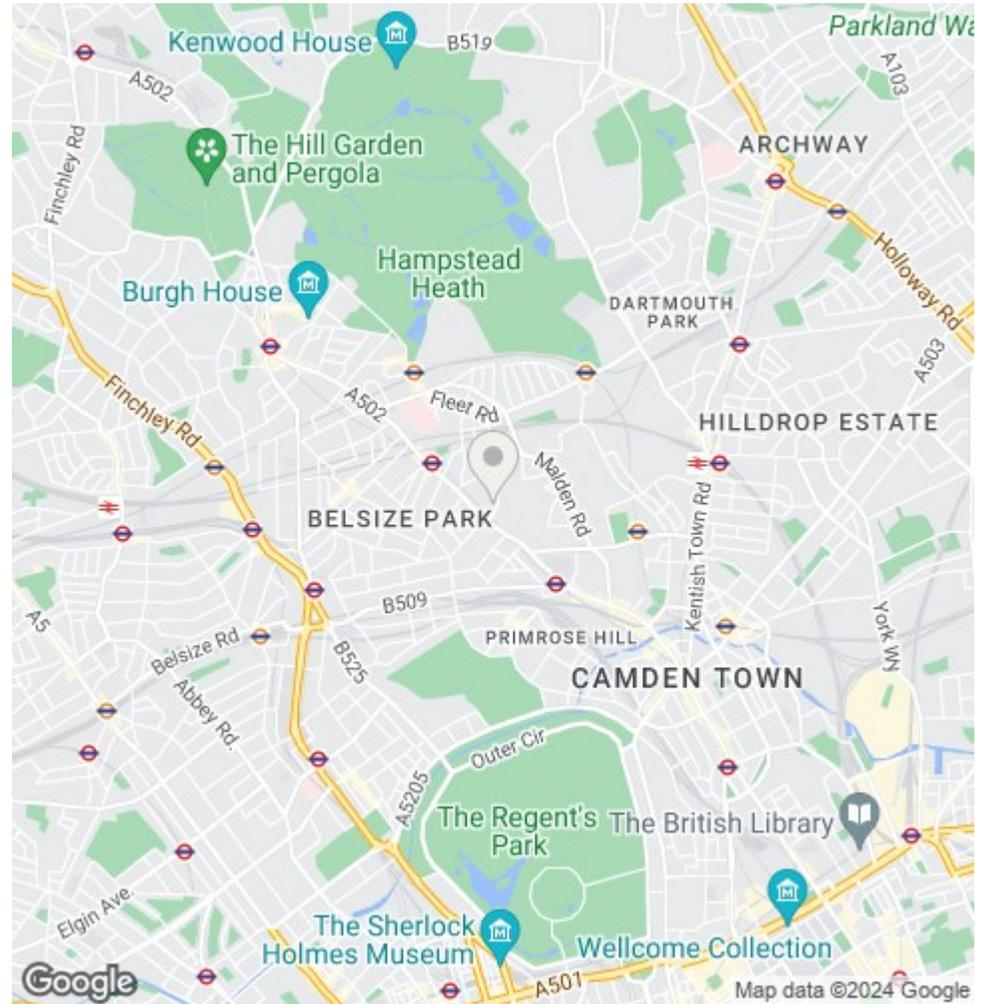 Kenwood House
B519
Parkland Wa
A502
A103
Finchley Rd
The Hill Garden
and Pergola
ARCHWAY
Hampstead
Heath
Holloway Rd
Burgh House
DARTMOUTH
PARK
A503
Finchley Rd
A502
Fleet Rd
HILLDROP ESTATE
Malden Rd
BELSIZE PARK
Kentish Town Rd
A5
B509
York Wy
Belsize Rd
B525
PRIMROSE HILL
CAMDEN TOWN
Abbey Rd.
Outer Cir
A5205
The Regent's
Park
The British Library
Elgin Ave.
The Sherlock
Holmes Museum
Wellcome Collection
A501
Google
Map data ©2024 Google